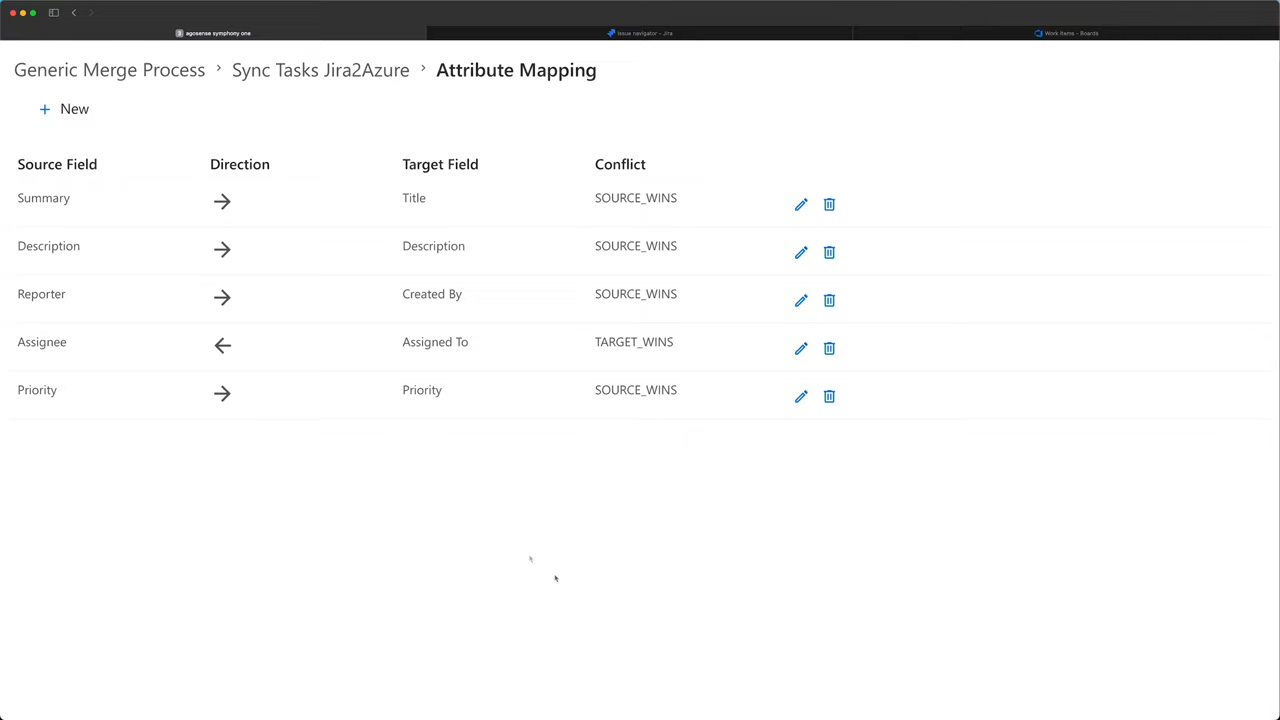 agosense symphony one
Issue navigator - Jira
Work items - Boards
Generic Merge Process > Sync Tasks Jira2Azure > Attribute Mapping
+ New
Source Field Direction Target Field Conflict
Summary → Title SOURCE_WINS
Description → Description SOURCE_WINS
Reporter → Created By SOURCE_WINS
Assignee ← Assigned To TARGET_WINS
Priority → Priority SOURCE_WINS